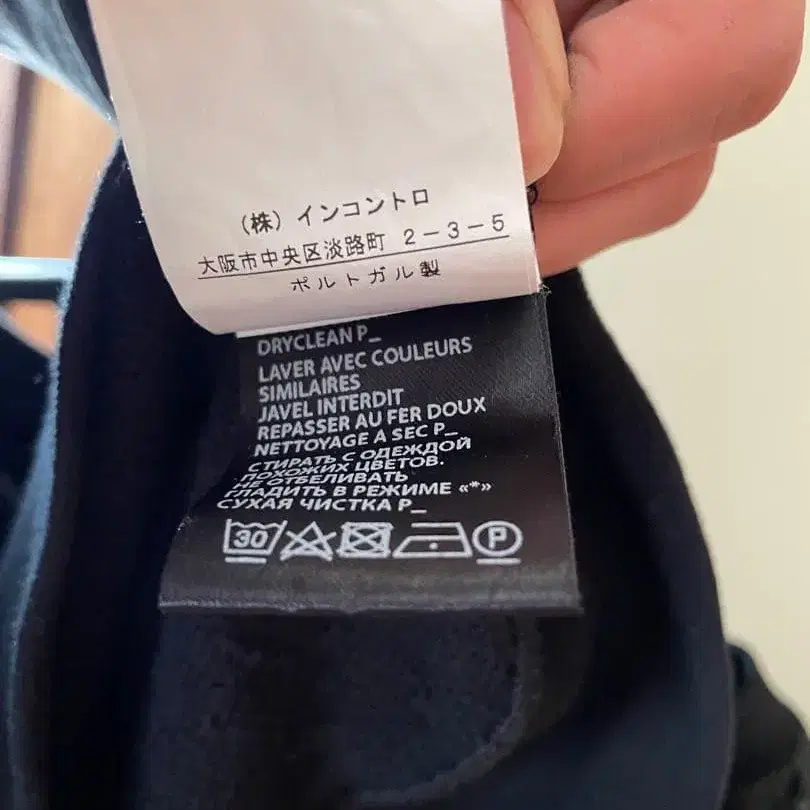 (株) インコントロ
大阪市中央区淡路町 2-3-5
ポルトガル製
DRYCLEAN P_
LAVER AVEC COULEURS
SIMILAIRES
JAVEL INTERDIT
REPASSER AU FER DOUX
NETTOYAGE A SEC P_
СТИРАТЬ С ОДЕЖДОЙ
ПОХОЖИХ ЦВЕТОВ.
НЕ ОТБЕЛИВАТЬ
ГЛАДИТЬ В РЕЖИМЕ «*»
СУХАЯ ЧИСТКА P_
30 P